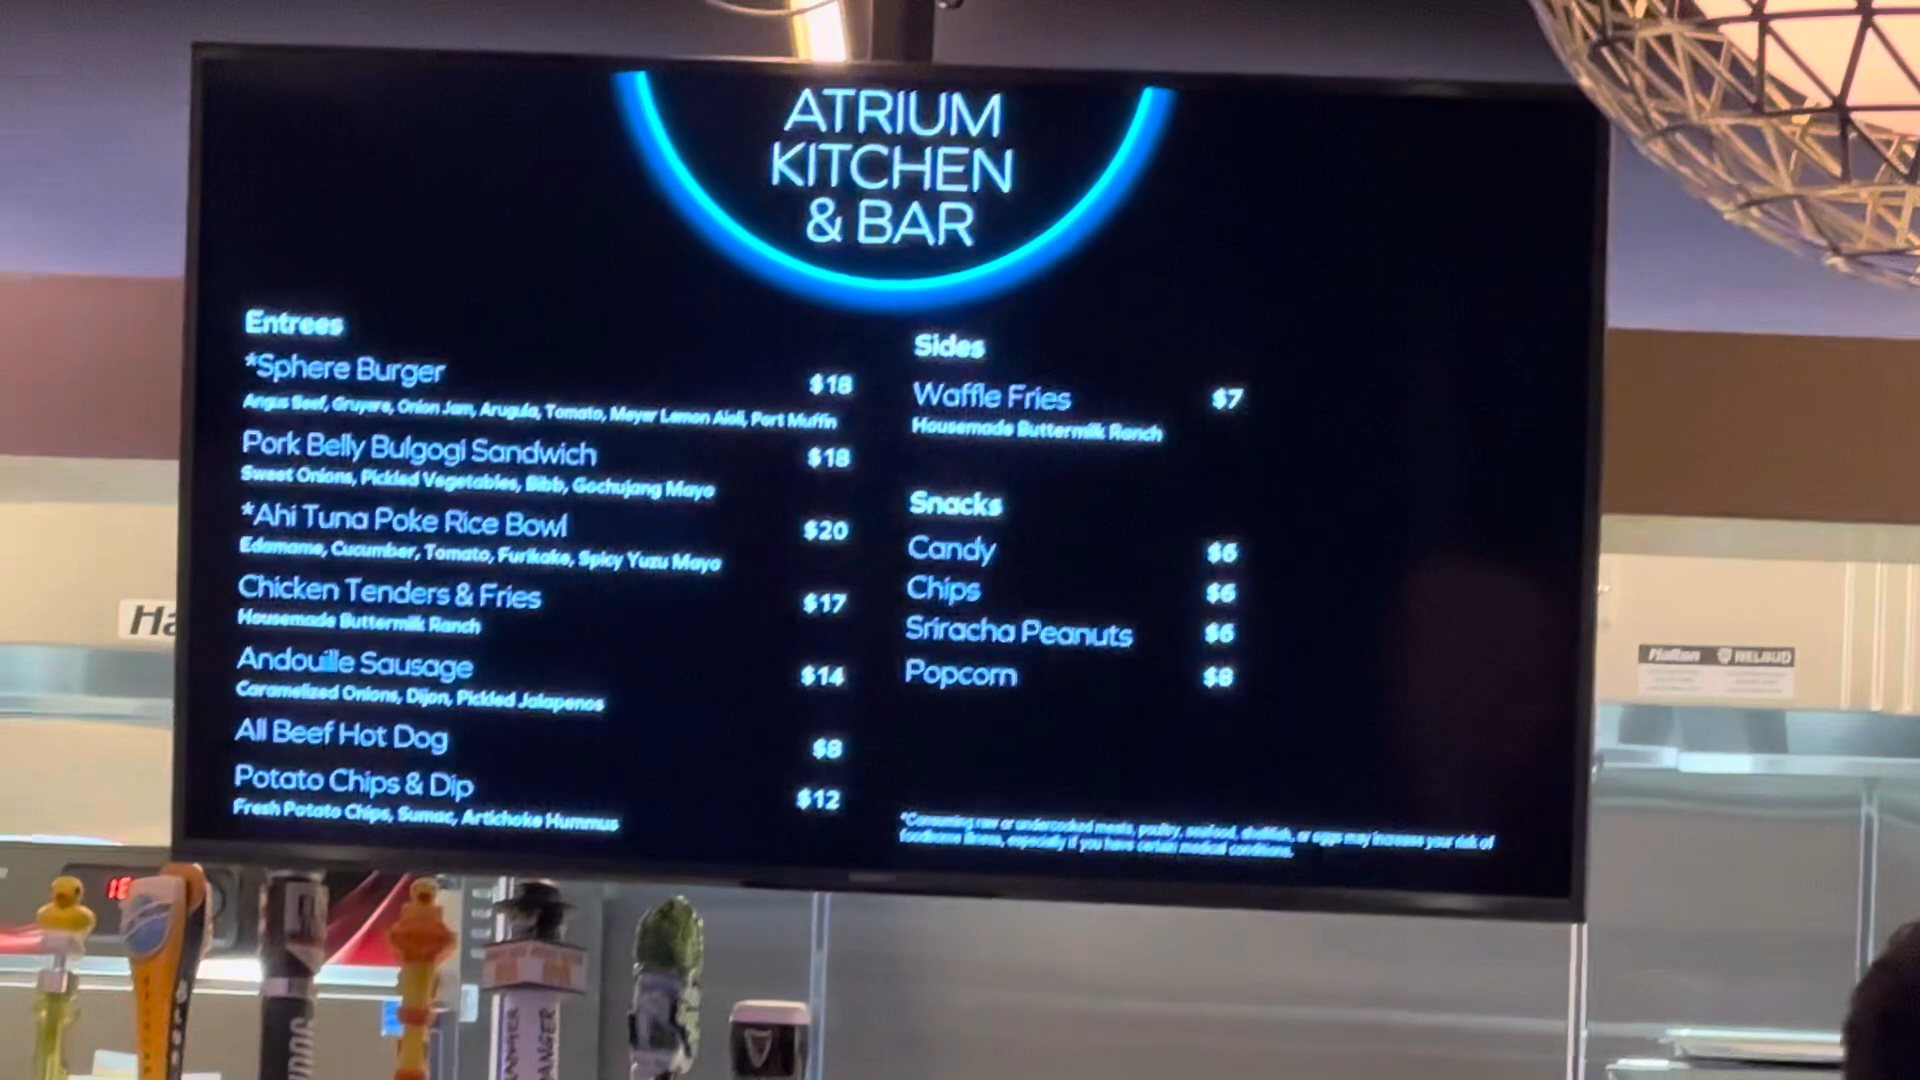 ATRIUM
KITCHEN
& BAR
Entrees
*Sphere Burger $18
Angus Beef, Gruyere, Onion Jam, Arugula, Tomato, Meyer Lemon Aioli, Port Muffin
Pork Belly Bulgogi Sandwich $18
Sweet Onions, Pickled Vegetables, Bibb, Gochujang Mayo
*Ahi Tuna Poke Rice Bowl $20
Edamame, Cucumber, Tomato, Furikake, Spicy Yuzu Mayo
Chicken Tenders & Fries $17
Housemade Buttermilk Ranch
Andouille Sausage $14
Caramelized Onions, Dijon, Pickled Jalapenos
All Beef Hot Dog $8
Potato Chips & Dip $12
Fresh Potato Chips, Sumac, Artichoke Hummus
Sides
Waffle Fries $7
Housemade Buttermilk Ranch
Snacks
Candy $6
Chips $6
Sriracha Peanuts $6
Popcorn $8
*Consuming raw or undercooked meats, poultry, seafood, shellfish, or eggs may increase your risk of
foodborne illness, especially if you have certain medical conditions.
Ha
Halton